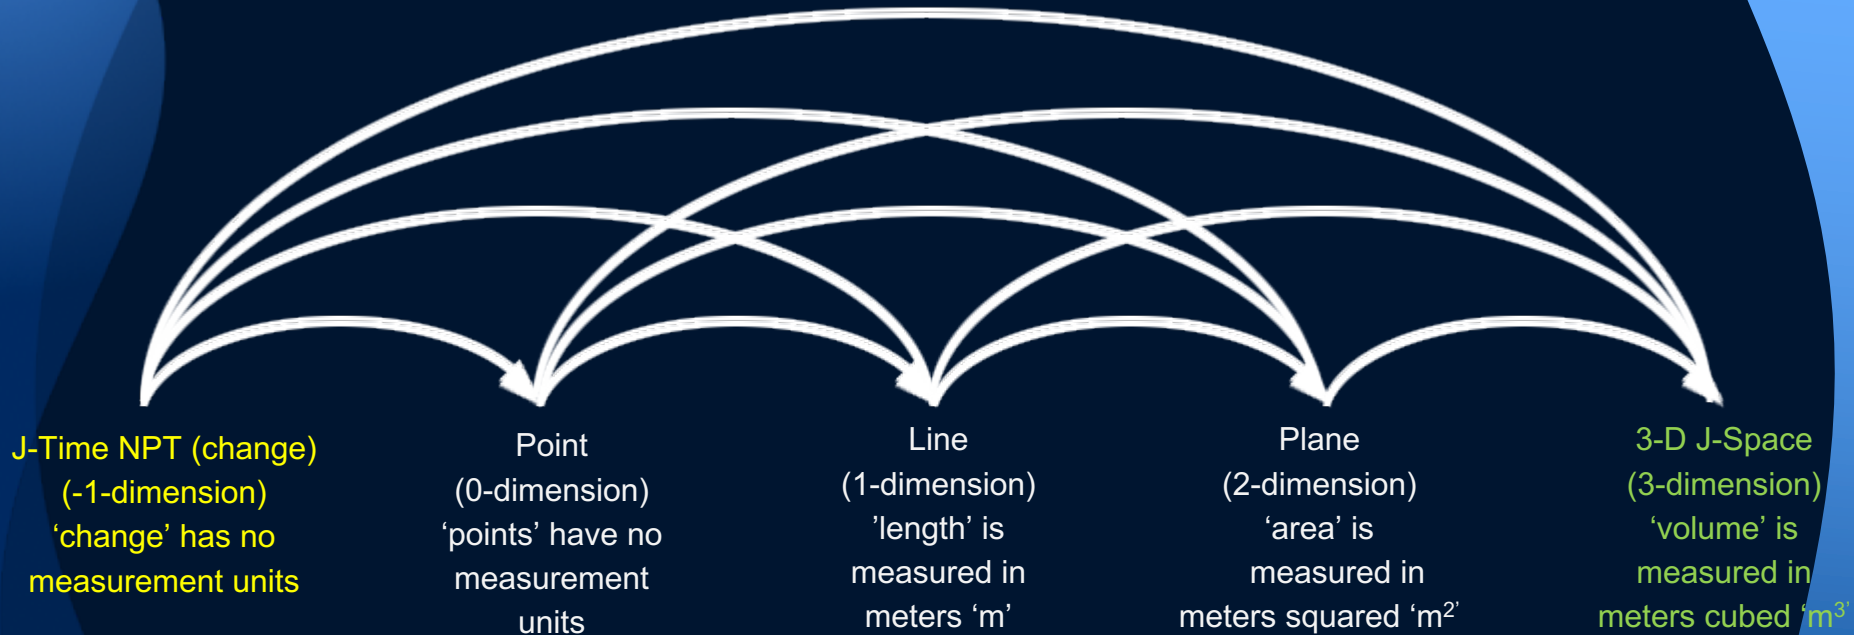 J-Time NPT (change)
(-1-dimension)
‘change’ has no
measurement units
Point
(0-dimension)
‘points’ have no
measurement
units
Line
(1-dimension)
’length’ is
measured in
meters ‘m’
Plane
(2-dimension)
‘area’ is
measured in
meters squared ‘m²’
3-D J-Space
(3-dimension)
‘volume’ is
measured in
meters cubed ‘m³’